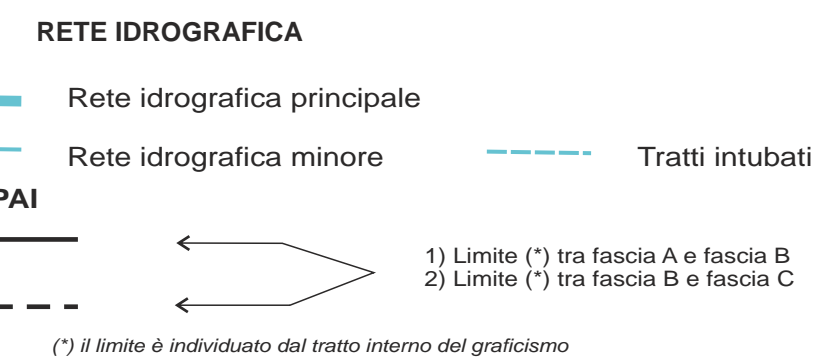 RETE IDROGRAFICA
Rete idrografica principale
Rete idrografica minore
Tratti intubati
PAI
1) Limite (*) tra fascia A e fascia B
2) Limite (*) tra fascia B e fascia C
(*) il limite è individuato dal tratto interno del graficismo